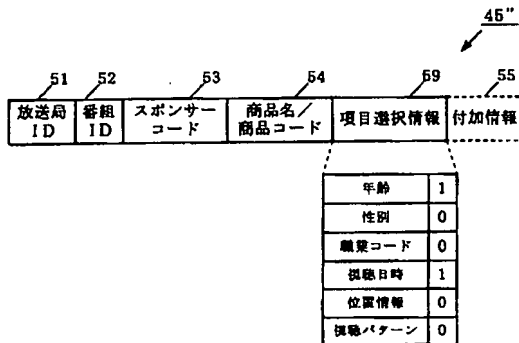 45"
51 52 53 54 59 55
放送局 ID
番組 ID
スポンサー コード
商品名/ 商品コード
項目選択情報
付加情報
年齢 1
性別 0
職業コード 0
視聴日時 1
位置情報 0
視聴パターン 0